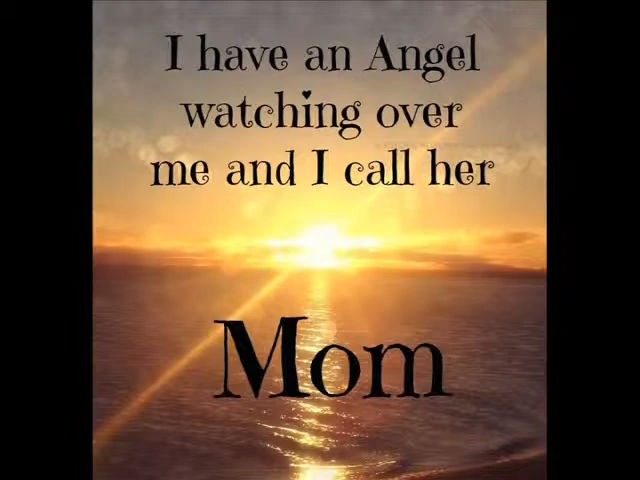 I have an Angel
watching over
me and I call her
Mom